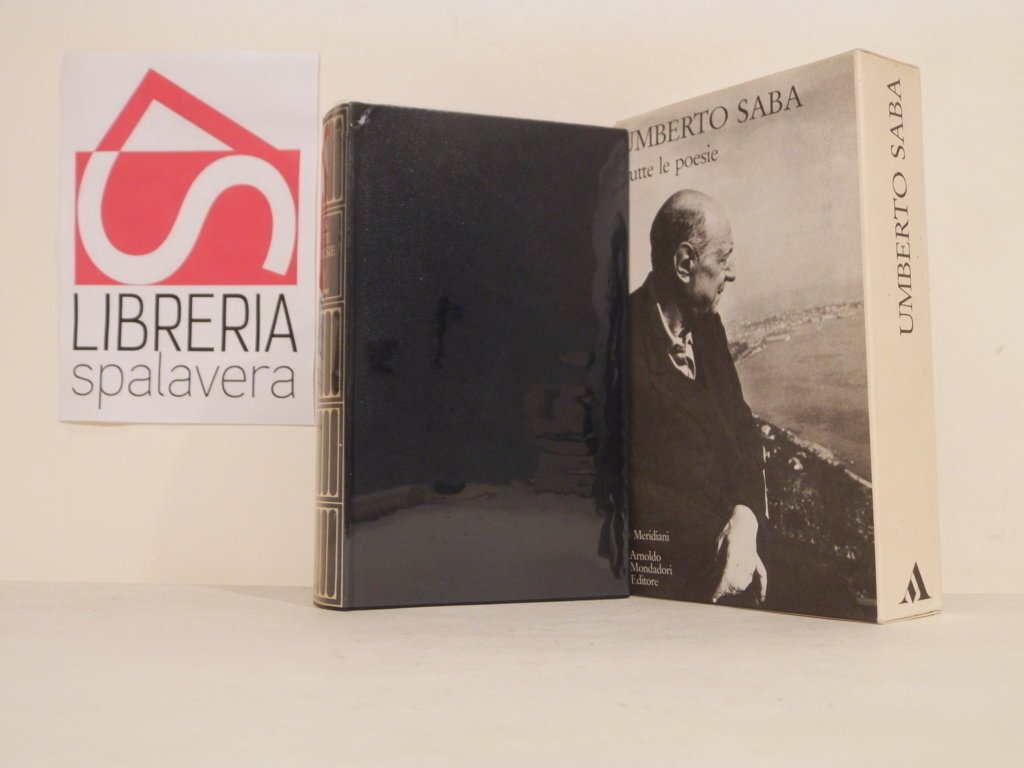 LIBRERIA
spalavera
UMBERTO SABA
utte le poesie
Meridiani
Arnoldo
Mondadori
Editore
UMBERTO SABA